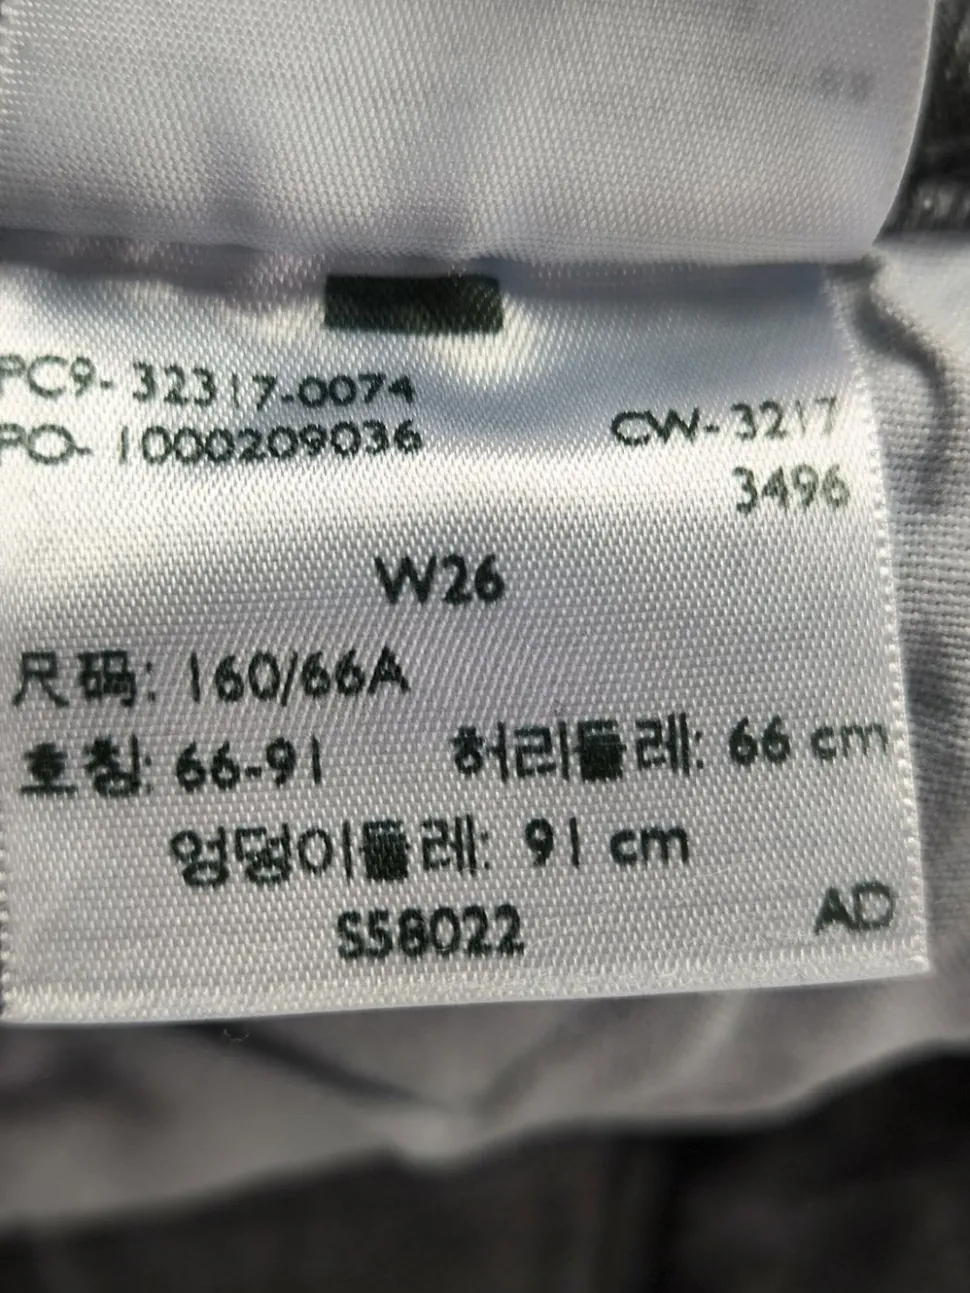 PC9-32317-0074
PO-1000209036
CW-3217
3496
W26
尺码: 160/66A
호칭: 66-91 허리둘레: 66 cm
엉덩이둘레: 91 cm
S58022
AD